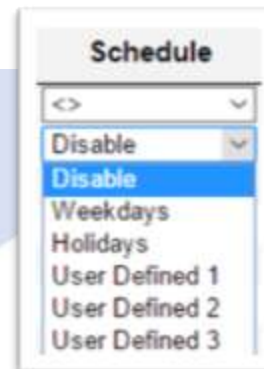 Schedule
<>
Disable
Disable
Weekdays
Holidays
User Defined 1
User Defined 2
User Defined 3